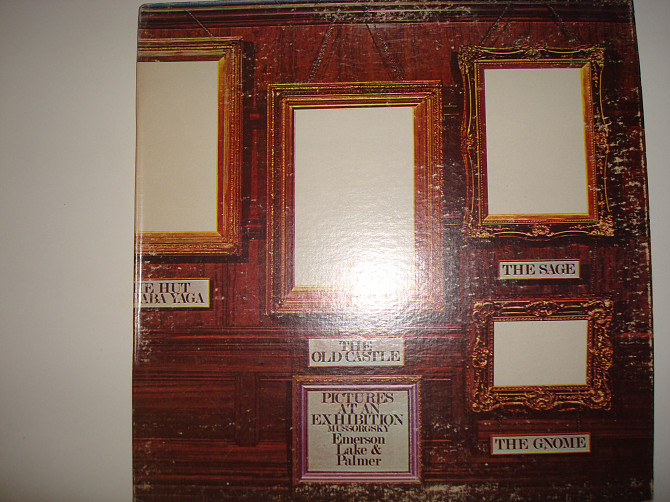 E HUT
ABA YAGA
THE
OLD CASTLE
PICTURES
AT AN
EXHIBITION
MUSSORGSKY
Emerson
Lake &
Palmer
THE SAGE
THE GNOME